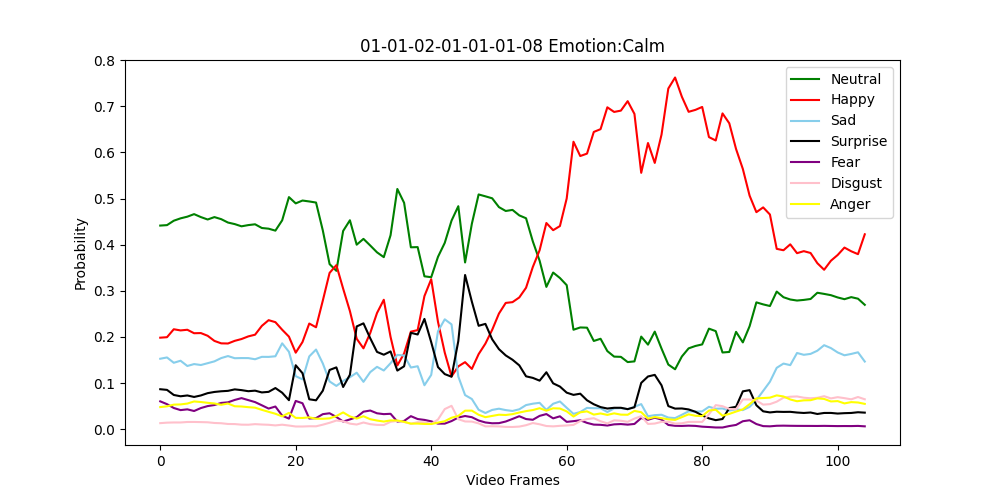 01-01-02-01-01-01-08 Emotion:Calm
0.8
0.7
0.6
0.5
0.4
0.3
0.2
0.1
0.0
Probability
0 20 40 60 80 100
Video Frames
Neutral
Happy
Sad
Surprise
Fear
Disgust
Anger